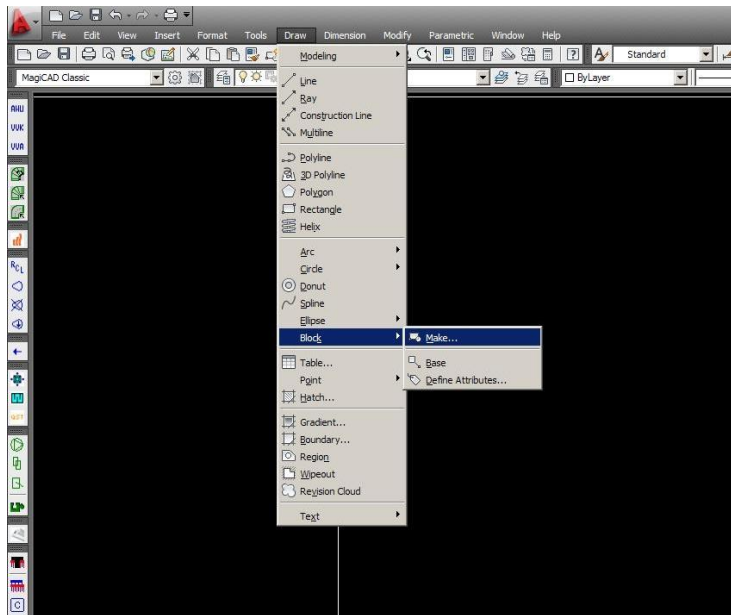 File Edit View Insert Format Tools Draw Dimension Modify Parametric Window Help
Standard
MagiCAD Classic
ByLayer
Modeling
Line
Ray
Construction Line
Multiline
Polyline
3D Polyline
Polygon
Rectangle
Helix
Arc
Circle
Donut
Spline
Ellipse
Block
Make...
Base
Define Attributes...
Table...
Point
Hatch...
Gradient...
Boundary...
Region
Wipeout
Revision Cloud
Text
AHU
VVK
VVA
RCL
C